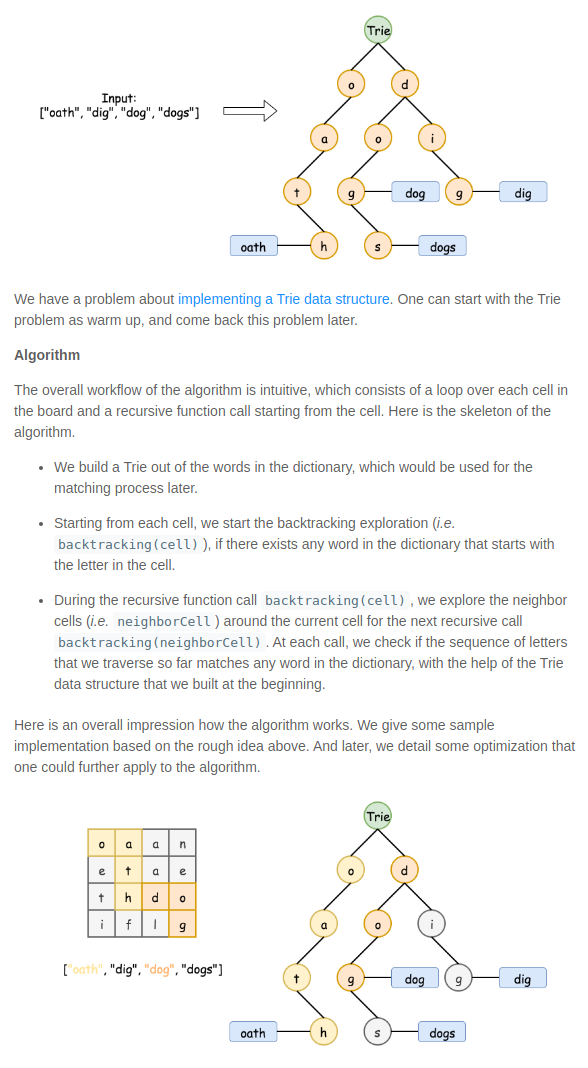 Trie
Input:
["oath", "dig", "dog", "dogs"]
o d
a o i
t g dog g dig
oath h s dogs
We have a problem about implementing a Trie data structure. One can start with the Trie
problem as warm up, and come back this problem later.
Algorithm
The overall workflow of the algorithm is intuitive, which consists of a loop over each cell in
the board and a recursive function call starting from the cell. Here is the skeleton of the
algorithm.
• We build a Trie out of the words in the dictionary, which would be used for the
matching process later.
• Starting from each cell, we start the backtracking exploration (i.e.
backtracking(cell) ), if there exists any word in the dictionary that starts with
the letter in the cell.
• During the recursive function call backtracking(cell) , we explore the neighbor
cells (i.e. neighborCell ) around the current cell for the next recursive call
backtracking(neighborCell) . At each call, we check if the sequence of letters
that we traverse so far matches any word in the dictionary, with the help of the Trie
data structure that we built at the beginning.
Here is an overall impression how the algorithm works. We give some sample
implementation based on the rough idea above. And later, we detail some optimization that
one could further apply to the algorithm.
o a a n
e t a e
t h d o
i f l g
["oath", "dig", "dog", "dogs"]
Trie
o d
a o i
t g dog g dig
oath h s dogs